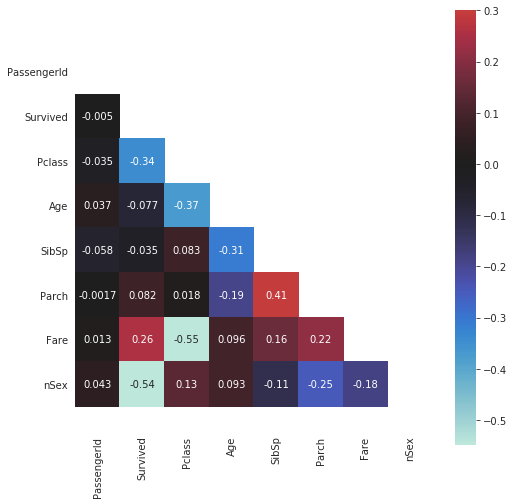 PassengerId
Survived -0.005
Pclass -0.035 -0.34
Age 0.037 -0.077 -0.37
SibSp -0.058 -0.035 0.083 -0.31
Parch -0.0017 0.082 0.018 -0.19 0.41
Fare 0.013 0.26 -0.55 0.096 0.16 0.22
nSex 0.043 -0.54 0.13 0.093 -0.11 -0.25 -0.18
PassengerId Survived Pclass Age SibSp Parch Fare nSex
0.3
0.2
0.1
0.0
−0.1
−0.2
−0.3
−0.4
−0.5